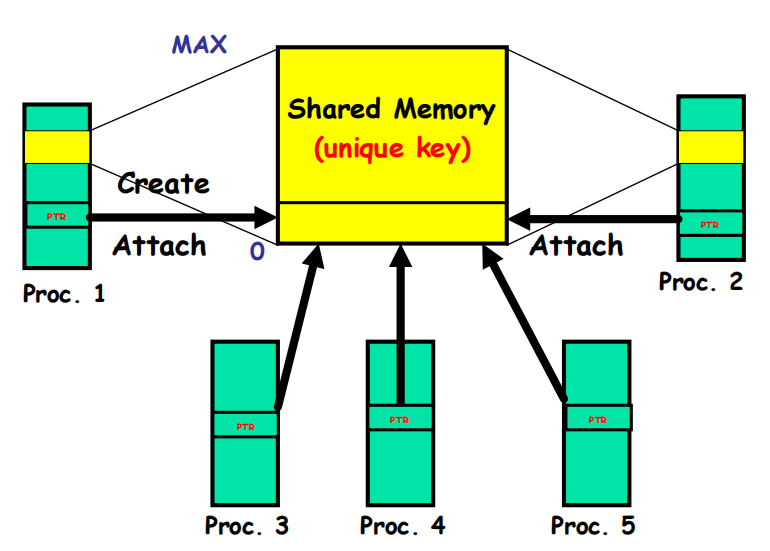 MAX
Shared Memory
(unique key)
Create
PTR
PTR
Attach
0
Attach
Proc. 1
Proc. 2
PTR
PTR
PTR
Proc. 3
Proc. 4
Proc. 5